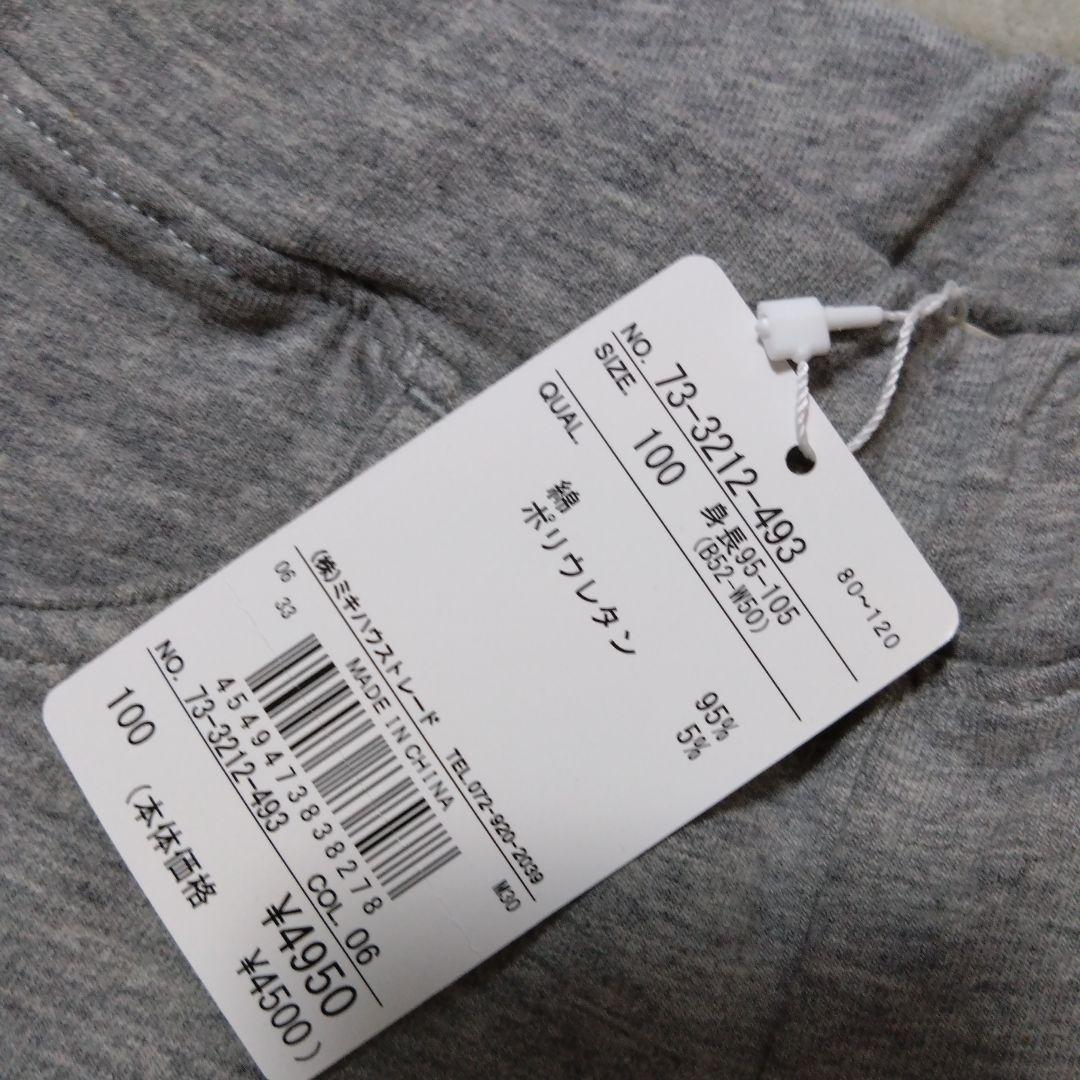 NO. 73-3212-493
SIZE. 100 身長95-105
(B52-W50)
80~120
QUAL.
綿 95%
ポリウレタン 5%
(株)ミキハウストレード TEL.072-920-2039
MADE IN CHINA M30
06 33
4549473838278
NO. 73-3212-493 COL. 06
100 ¥4950
(本体価格 ¥4500)